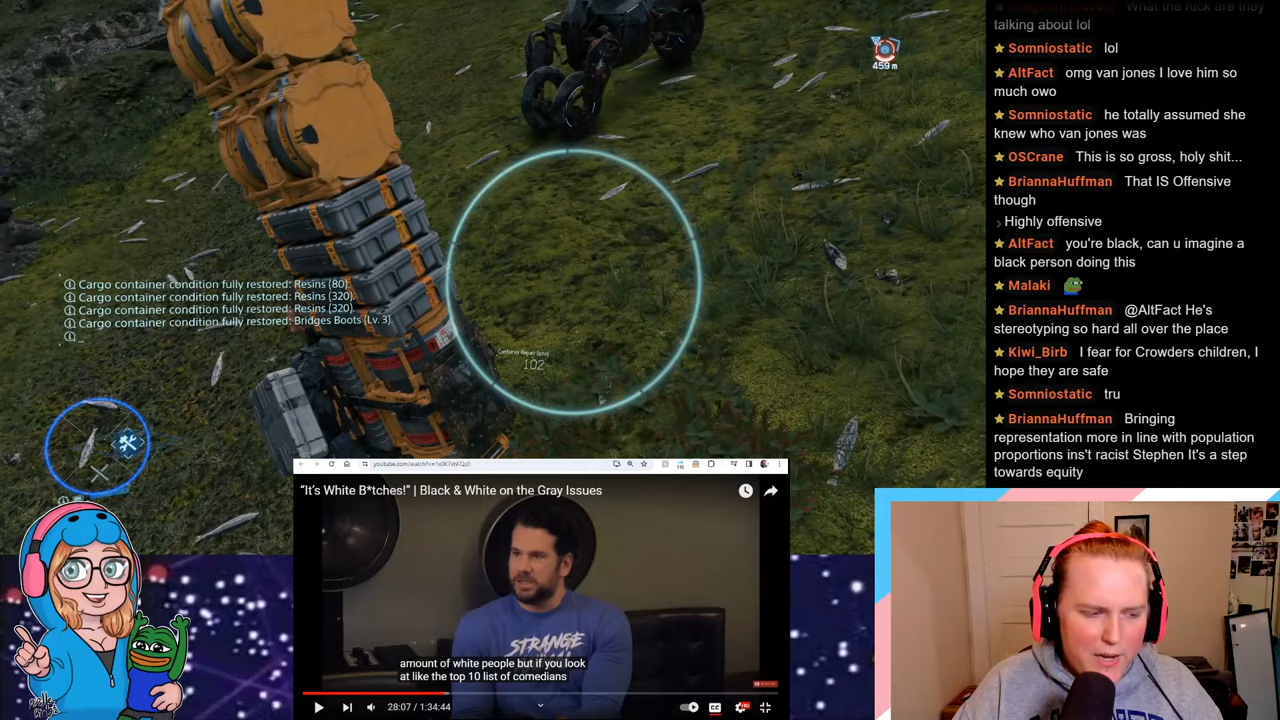 459 m
Cargo container condition fully restored: Resins (80).
Cargo container condition fully restored: Resins (320).
Cargo container condition fully restored: Resins (320).
Cargo container condition fully restored: Bridges Boots (Lv. 3).
Container Repair Spray
102
“It’s White B*tches!” | Black & White on the Gray Issues
STRANGE
amount of white people but if you look
at like the top 10 list of comedians
28:07 / 1:34:44
What the fuck are they
talking about lol
Somniostatic lol
AltFact omg van jones I love him so
much owo
Somniostatic he totally assumed she
knew who van jones was
OSCrane This is so gross, holy shit...
BriannaHuffman That IS Offensive
though
Highly offensive
AltFact you're black, can u imagine a
black person doing this
Malaki
BriannaHuffman @AltFact He's
stereotyping so hard all over the place
Kiwi_Birb I fear for Crowders children, I
hope they are safe
Somniostatic tru
BriannaHuffman Bringing
representation more in line with population
proportions ins't racist Stephen It's a step
towards equity